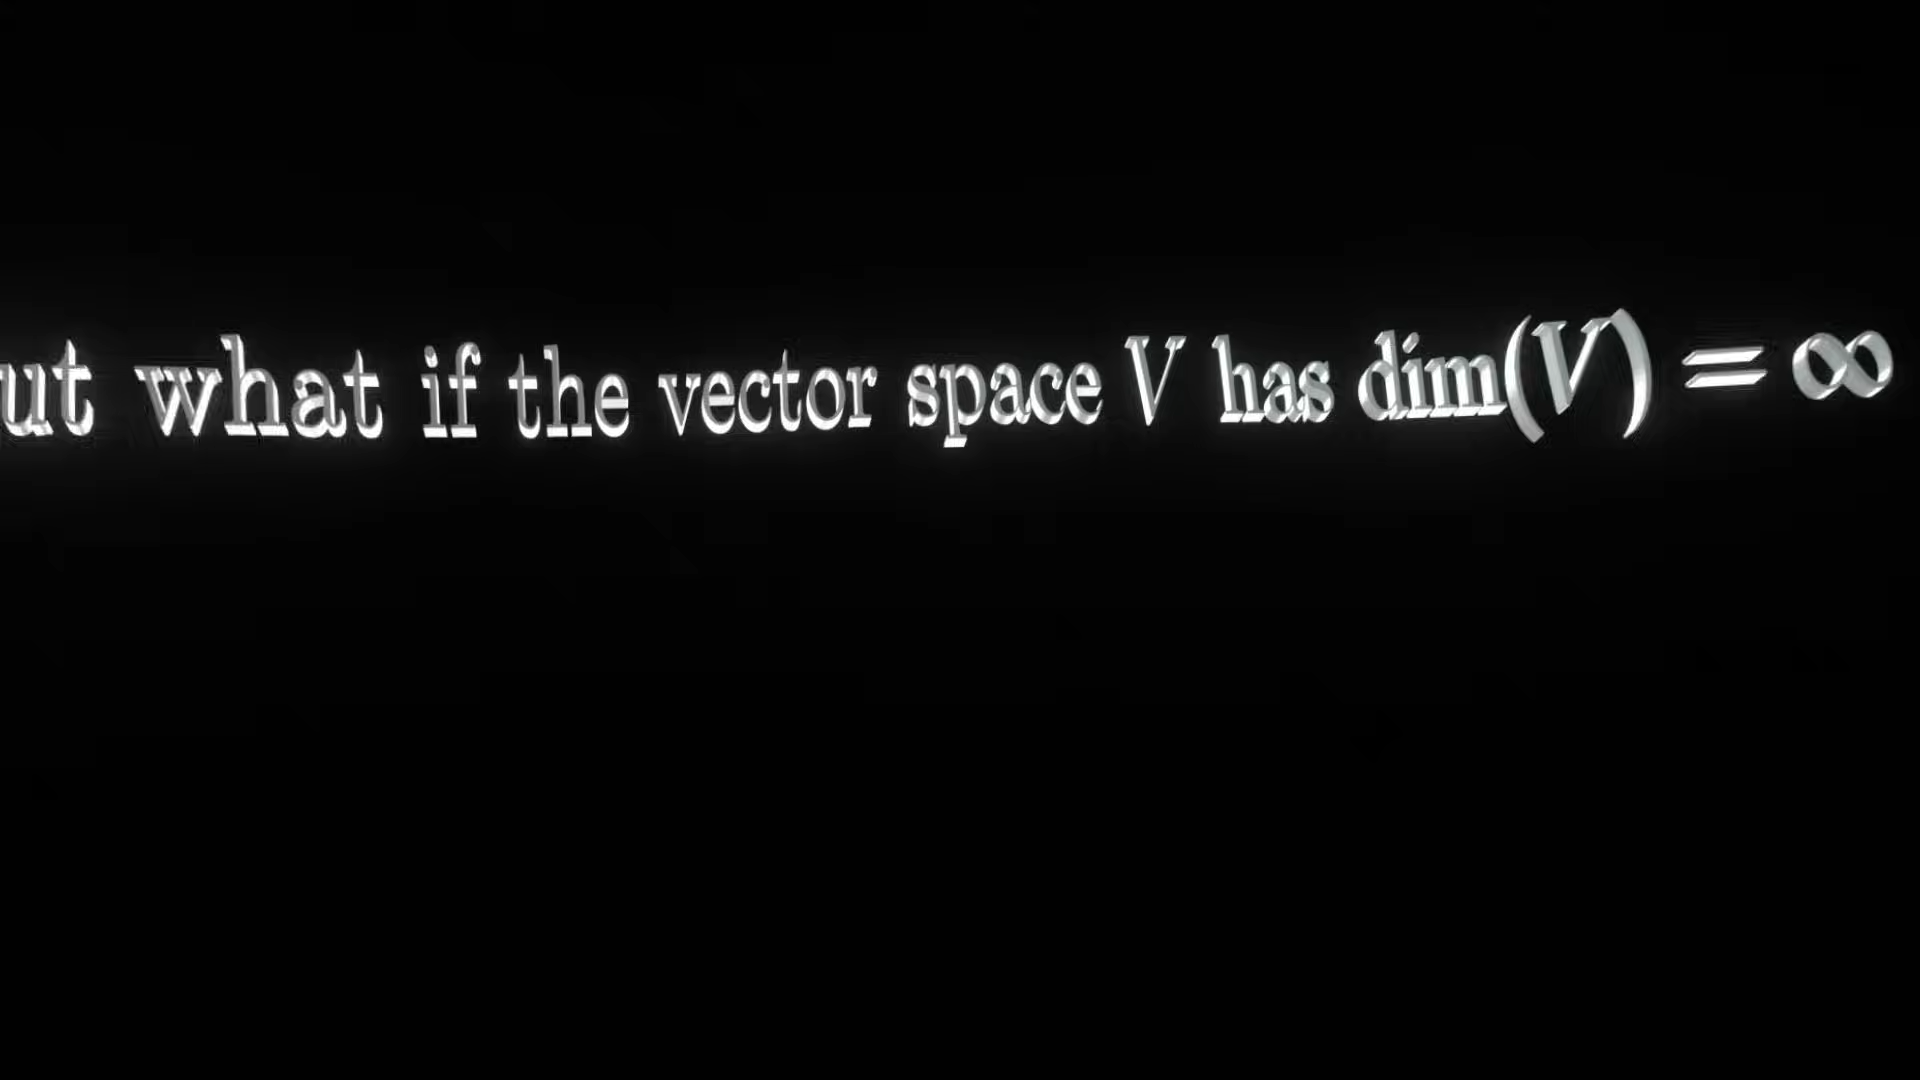 ut what if the vector space V has dim(V) = ∞